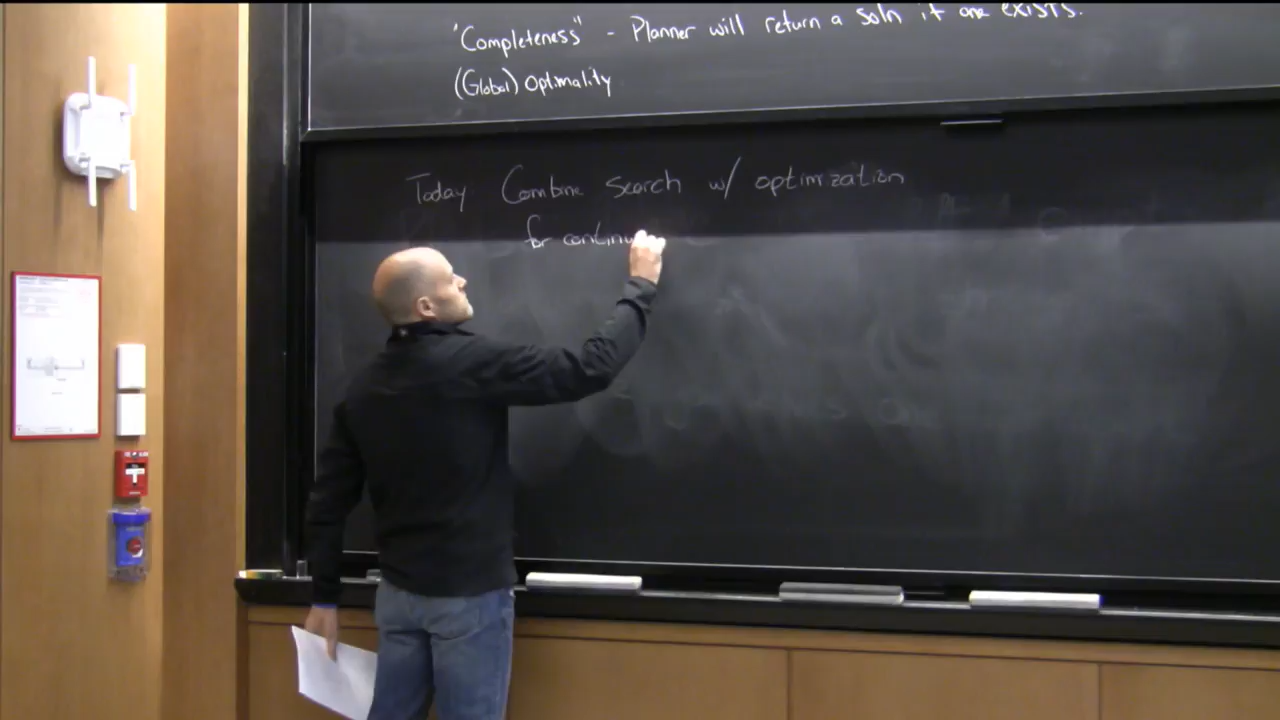 'Completeness" - Planner will return a soln if one exists.
(Global) Optimality
Today Combine search w/ optimization
for continu